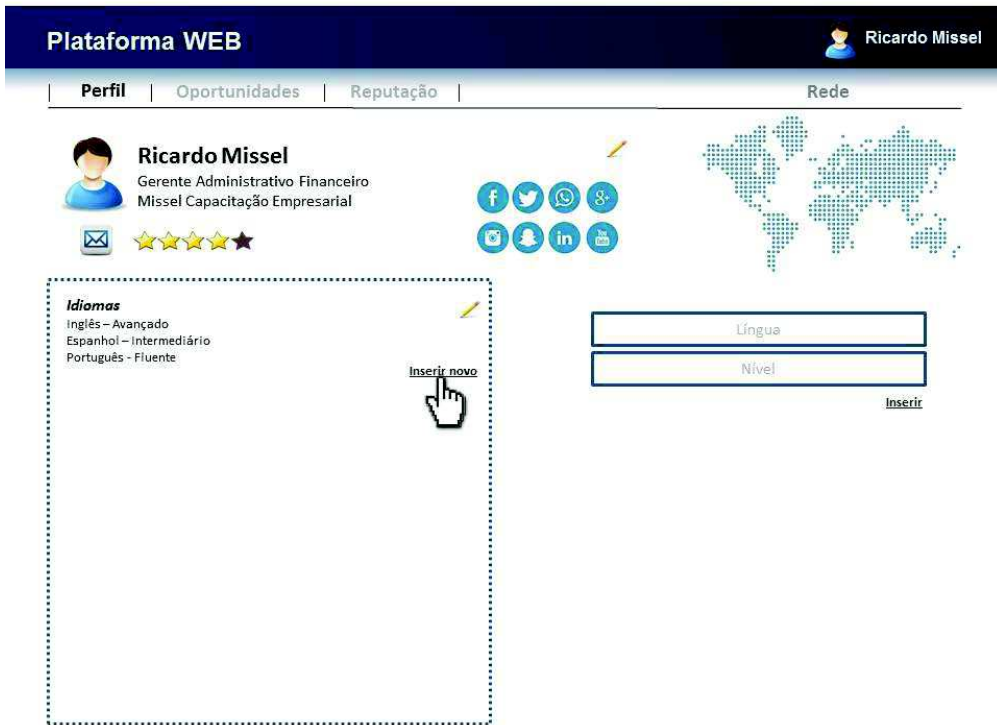 Plataforma WEB
Ricardo Missel
Perfil | Oportunidades | Reputação |
Rede
Ricardo Missel
Gerente Administrativo Financeiro
Missel Capacitação Empresarial
Idiomas
Inglês – Avançado
Espanhol – Intermediário
Português - Fluente
Inserir novo
Língua
Nível
Inserir